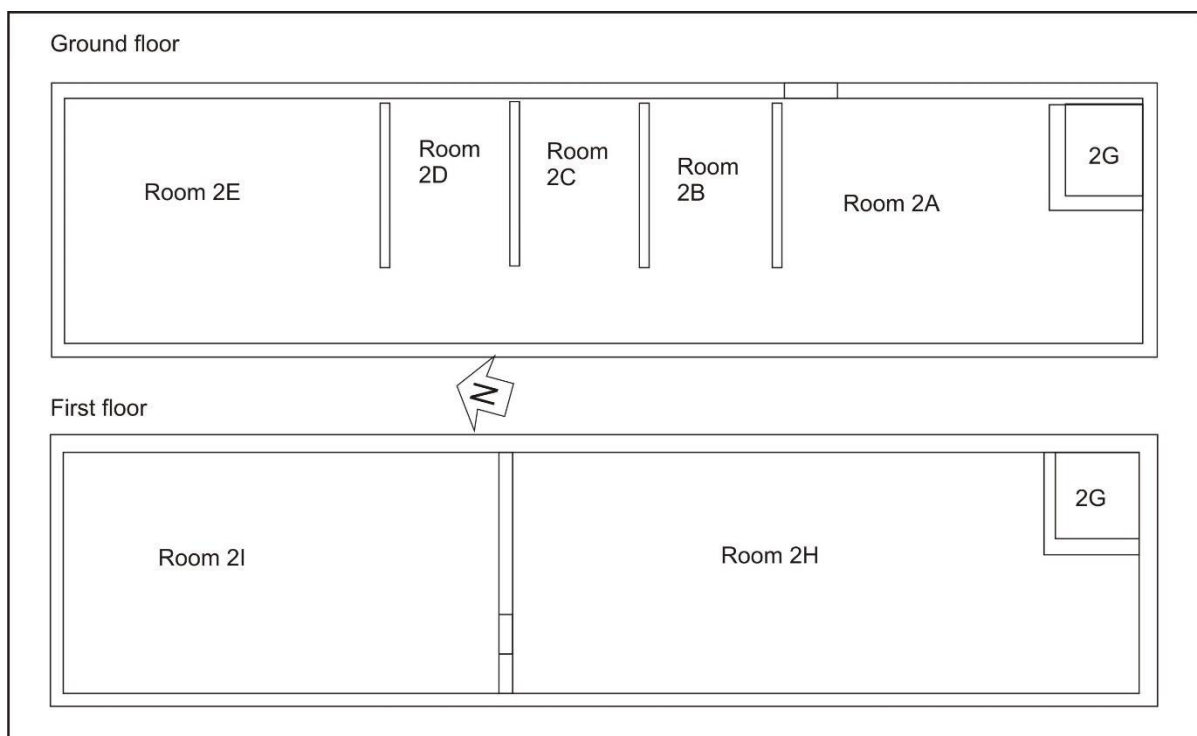 Ground floor
Room 2E
Room
2D
Room
2C
Room
2B
Room 2A
2G
N
First floor
Room 2I
Room 2H
2G